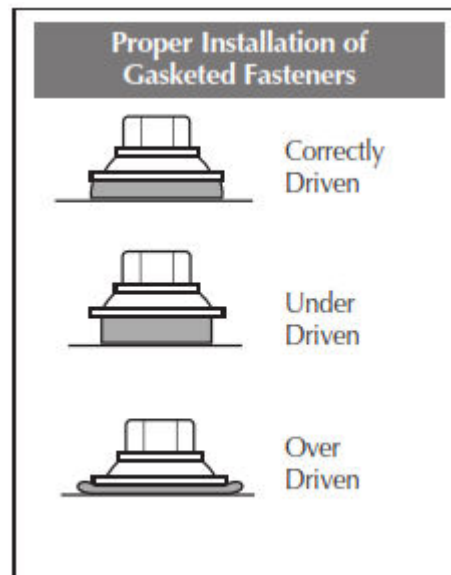 Proper Installation of
Gasketed Fasteners
Correctly
Driven
Under
Driven
Over
Driven